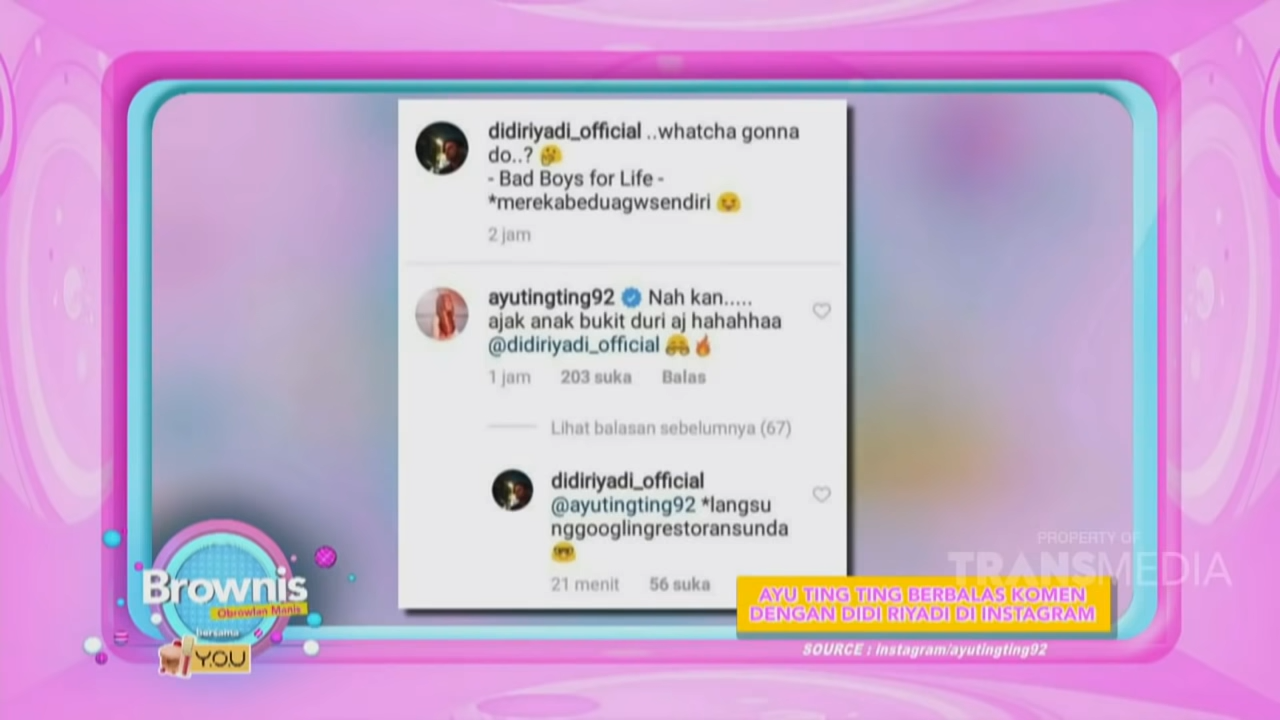 didiriyadi_official ..whatcha gonna
do..? 🤔
- Bad Boys for Life -
*merekabeduagwsendiri 😛
2 jam
ayutingting92 Nah kan.....
ajak anak bukit duri aj hahahhaa
@didiriyadi_official 🙈🔥
1 jam 203 suka Balas
Lihat balasan sebelumnya (67)
didiriyadi_official
@ayutingting92 *langsu
nggooglingrestoransunda
🤓
21 menit 56 suka
Brownis
Obrowlan Manis
bersama
Y.O.U
PROPERTY OF
TRANSMEDIA
AYU TING TING BERBALAS KOMEN
DENGAN DIDI RIYADI DI INSTAGRAM
SOURCE : instagram/ayutingting92